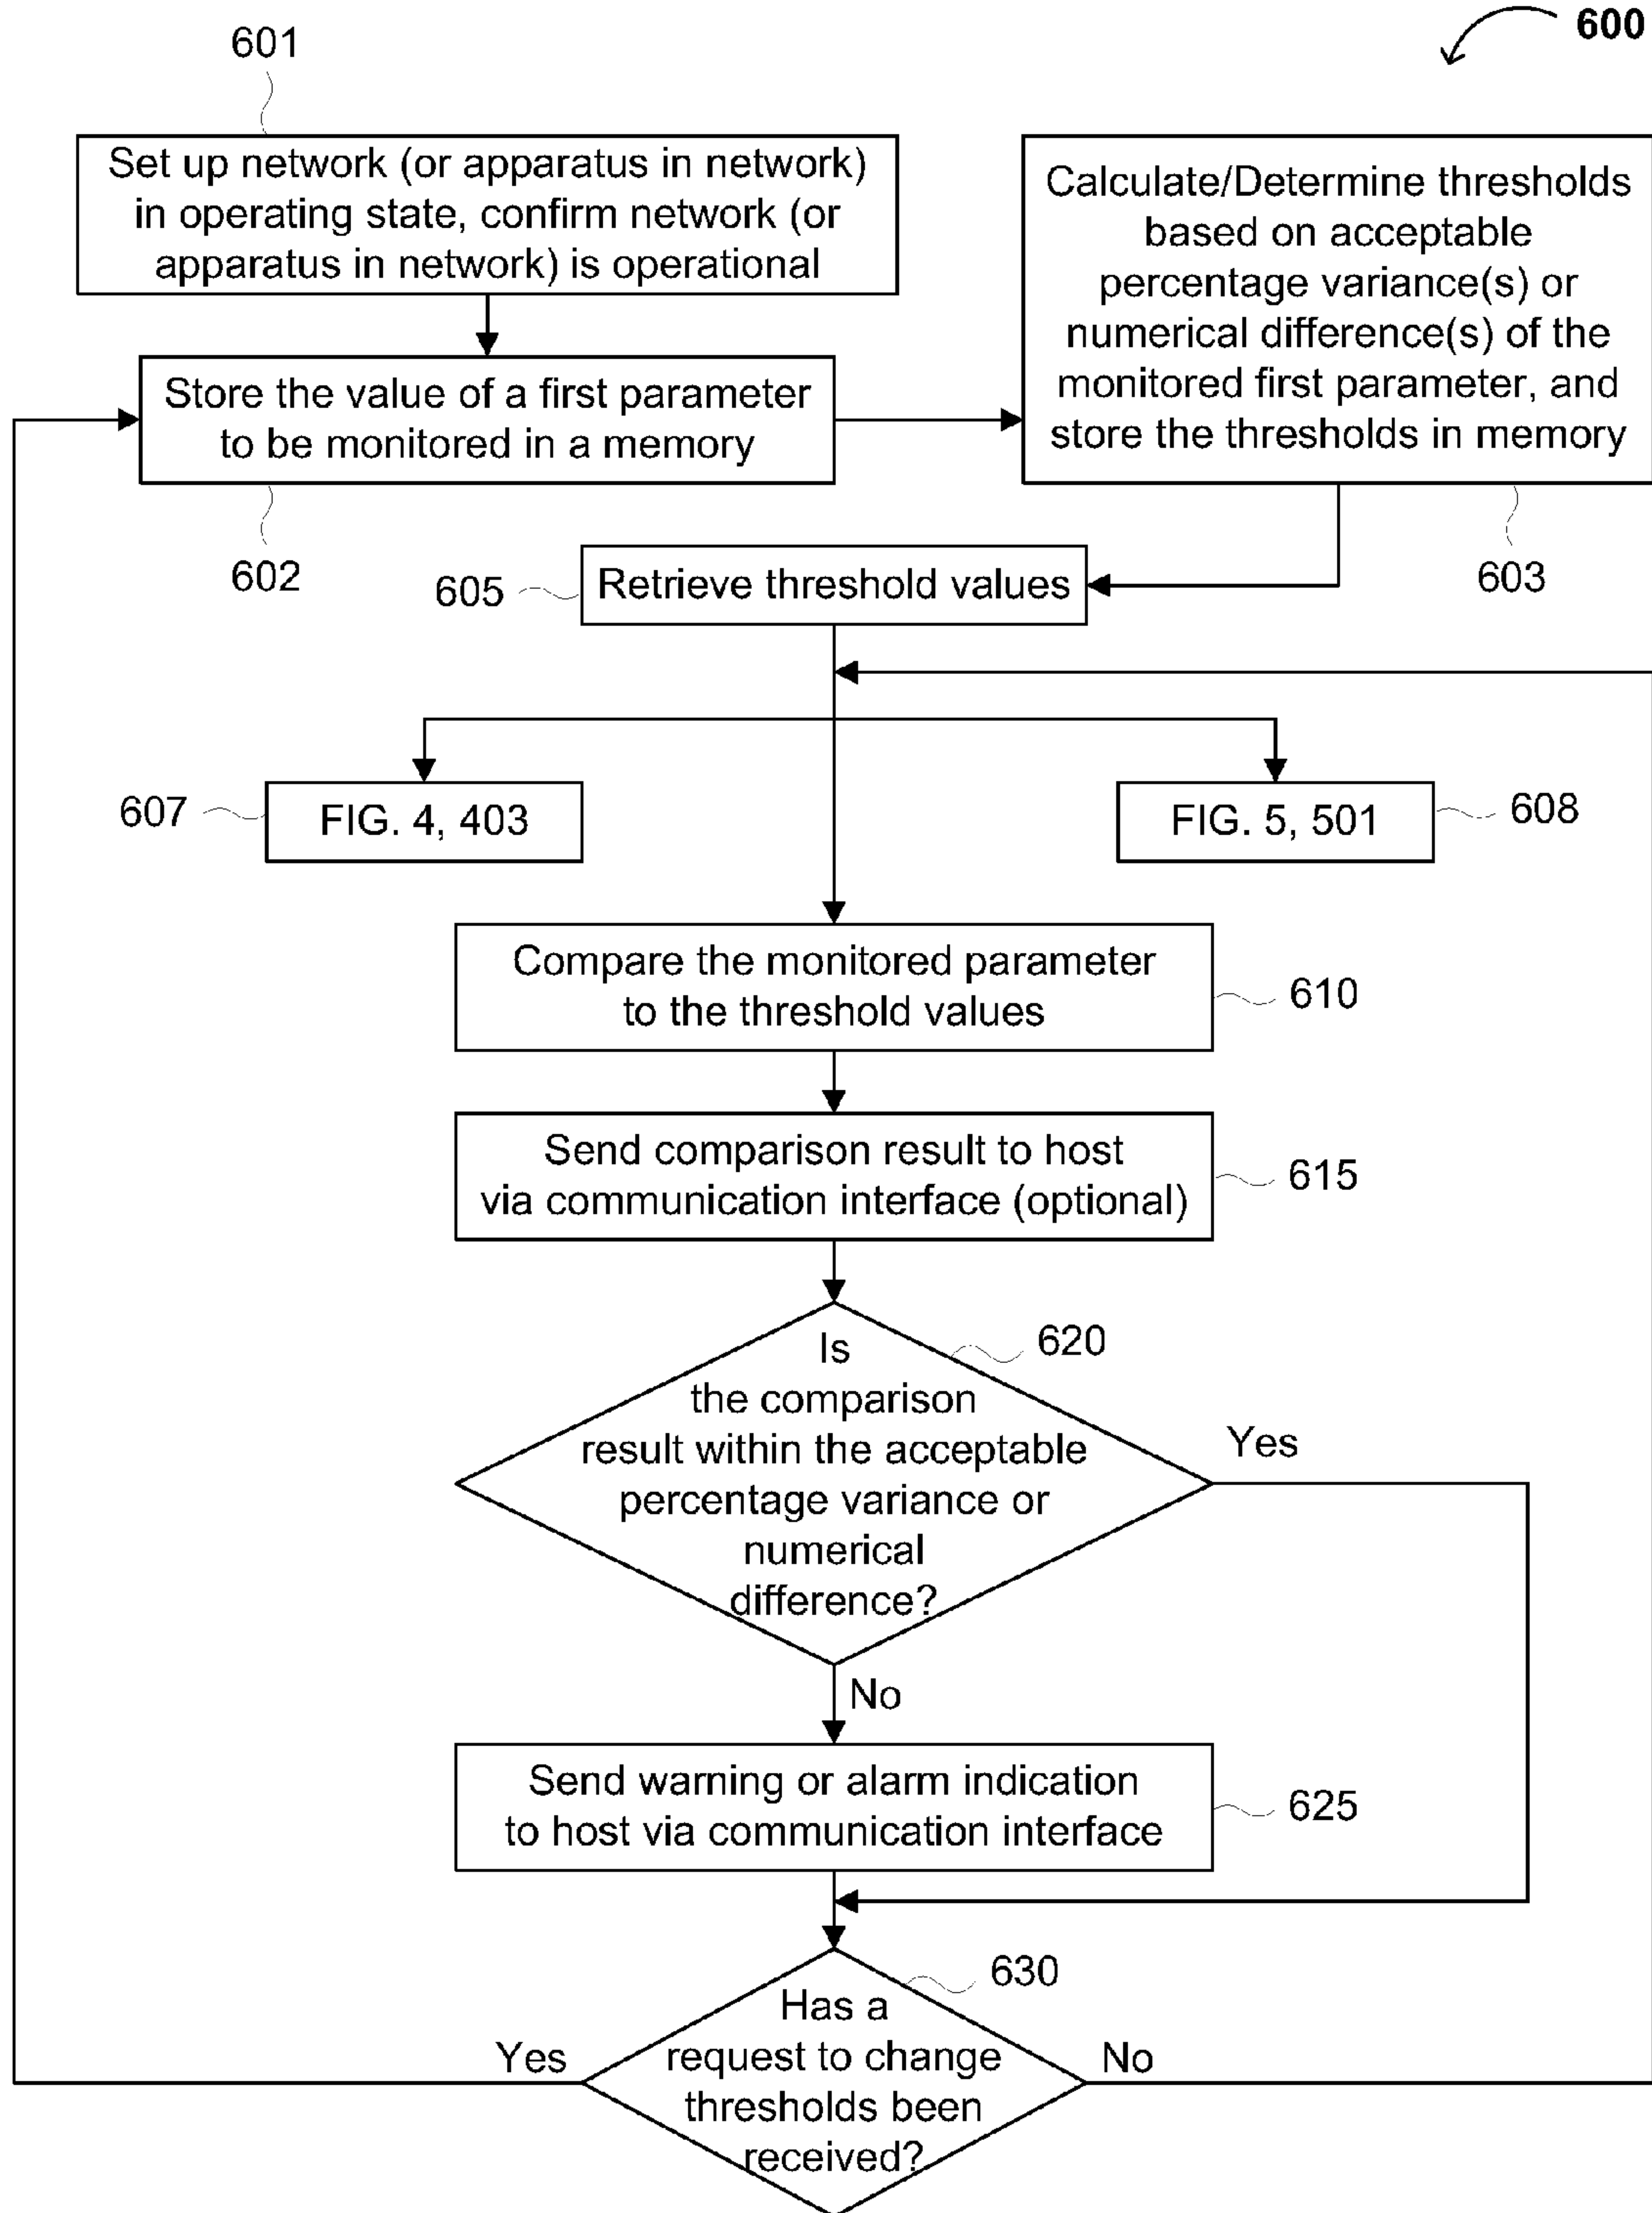 600
601
Set up network (or apparatus in network)
in operating state, confirm network (or
apparatus in network) is operational
Calculate/Determine thresholds
based on acceptable
percentage variance(s) or
numerical difference(s) of the
monitored first parameter, and
store the thresholds in memory
Store the value of a first parameter
to be monitored in a memory
602
603
605
Retrieve threshold values
607
FIG. 4, 403
FIG. 5, 501
608
Compare the monitored parameter
to the threshold values
610
Send comparison result to host
via communication interface (optional)
615
620
Is
the comparison
result within the acceptable
percentage variance or
numerical
difference?
Yes
No
Send warning or alarm indication
to host via communication interface
625
630
Has a
request to change
thresholds been
received?
Yes
No